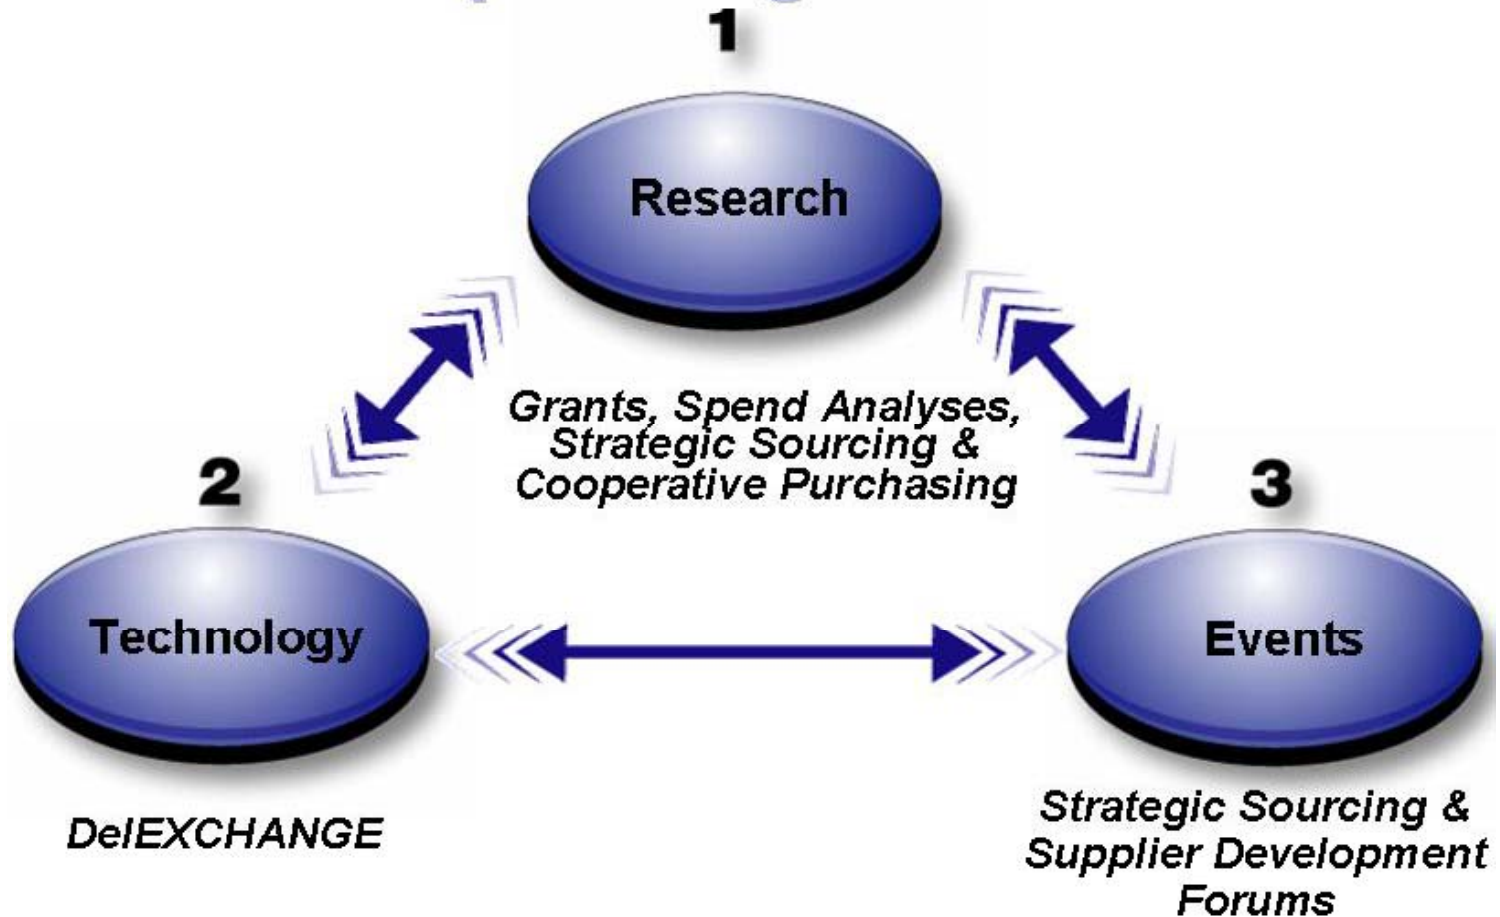 1
Research
Grants, Spend Analyses,
Strategic Sourcing &
Cooperative Purchasing
2
Technology
DelEXCHANGE
3
Events
Strategic Sourcing &
Supplier Development
Forums